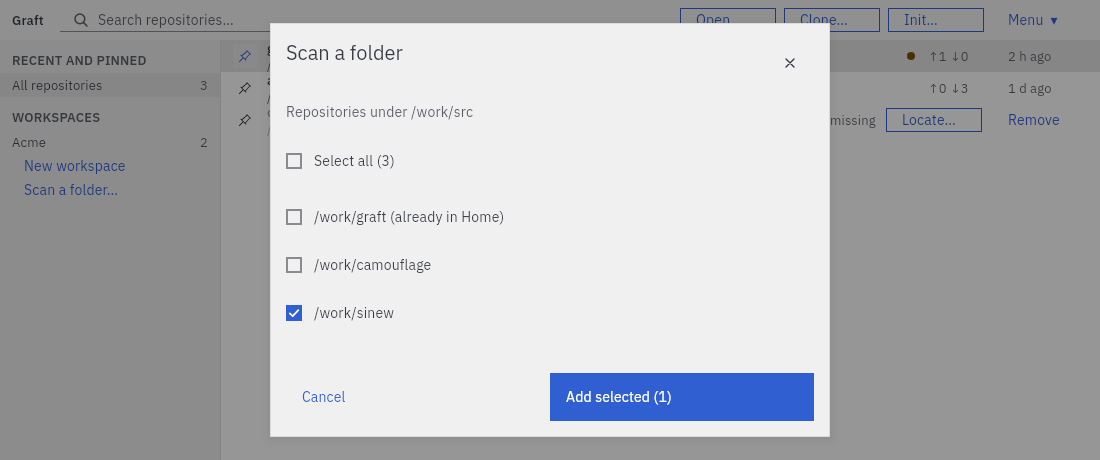 Graft
Search repositories...
Clone...
Init...
Menu ▼
RECENT AND PINNED
All repositories 3
WORKSPACES
Acme 2
New workspace
Scan a folder...
↑1 ↓0 2 h ago
↑0 ↓3 1 d ago
missing Locate... Remove
Scan a folder
Repositories under /work/src
Select all (3)
/work/graft (already in Home)
/work/camouflage
/work/sinew
Cancel
Add selected (1)